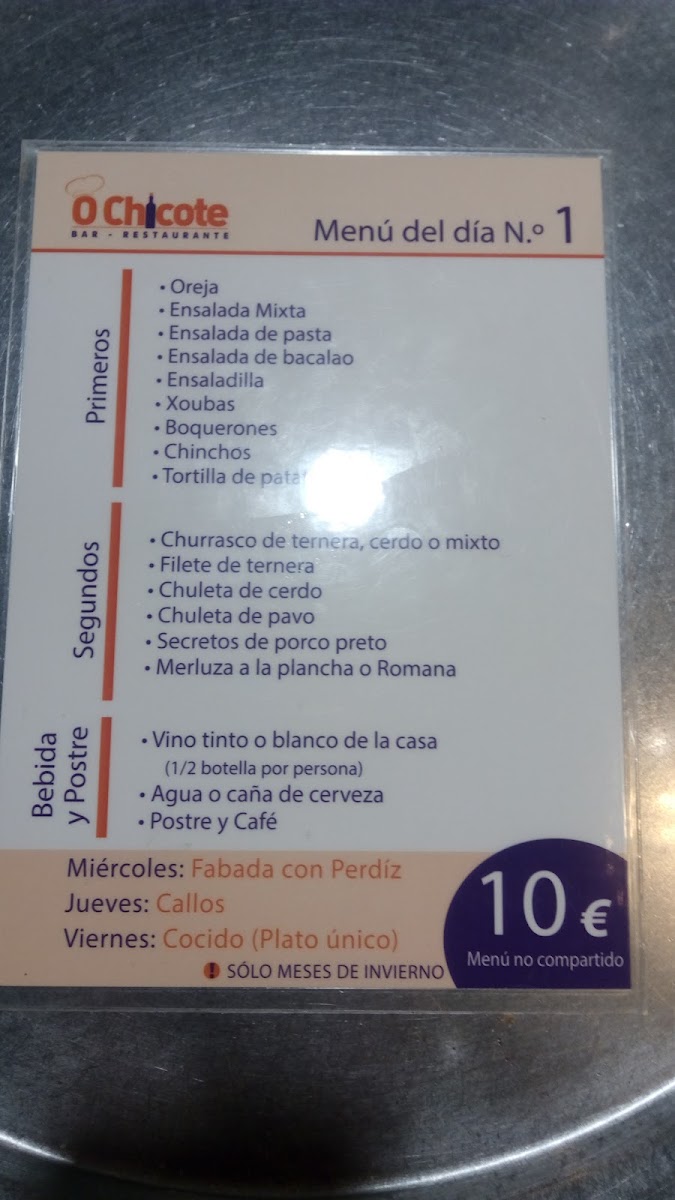 O Chicote
BAR - RESTAURANTE
Menú del día N.º 1
Primeros
• Oreja
• Ensalada Mixta
• Ensalada de pasta
• Ensalada de bacalao
• Ensaladilla
• Xoubas
• Boquerones
• Chinchos
• Tortilla de
Segundos
• Churrasco de ternera, cerdo o mixto
• Filete de ternera
• Chuleta de cerdo
• Chuleta de pavo
• Secretos de porco preto
• Merluza a la plancha o Romana
Bebida
y Postre
• Vino tinto o blanco de la casa
(1/2 botella por persona)
• Agua o caña de cerveza
• Postre y Café
Miércoles: Fabada con Perdíz
Jueves: Callos
Viernes: Cocido (Plato único)
! SÓLO MESES DE INVIERNO
10 €
Menú no compartido